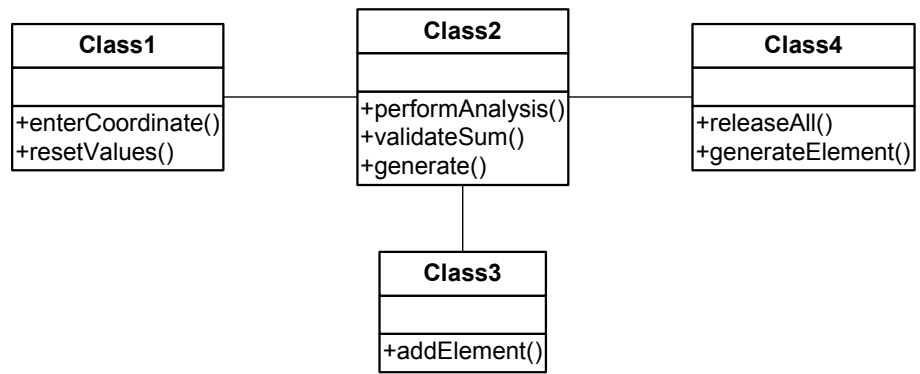 Class1
+enterCoordinate()
+resetValues()
Class2
+performAnalysis()
+validateSum()
+generate()
Class4
+releaseAll()
+generateElement()
Class3
+addElement()